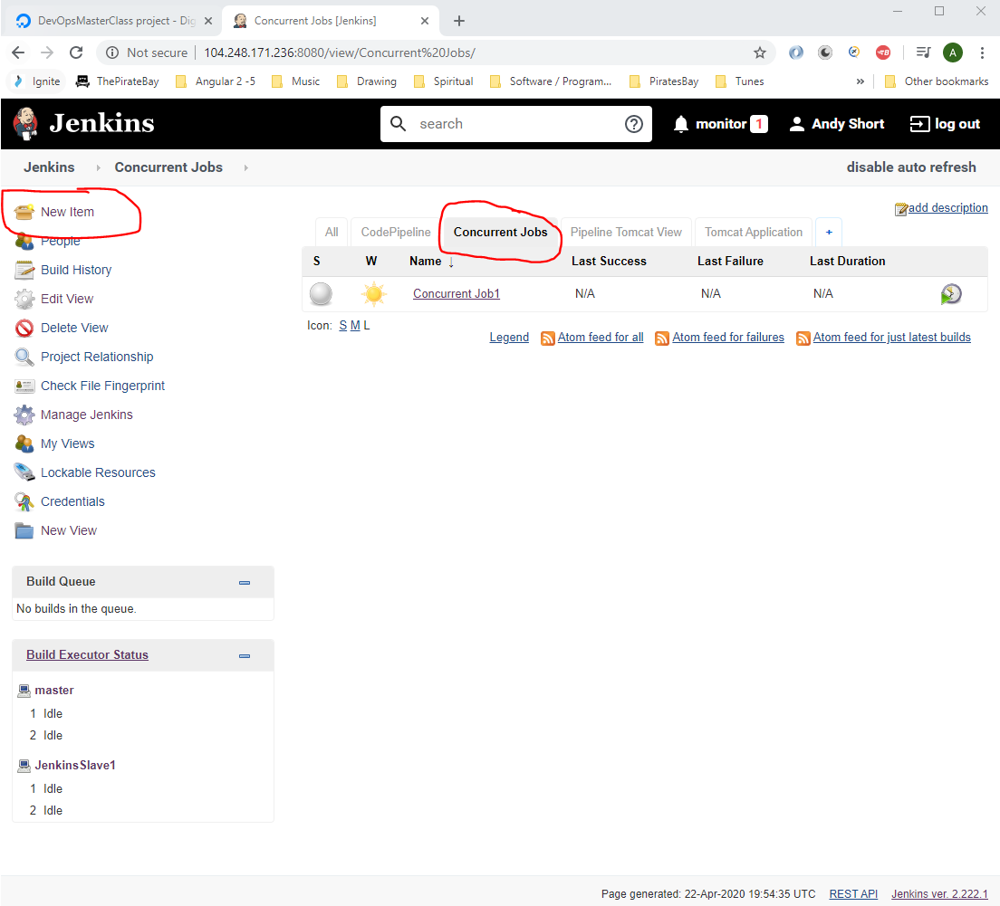 DevOpsMasterClass project - Dig
Concurrent Jobs [Jenkins]
Not secure 104.248.171.236:8080/view/Concurrent%20Jobs/
A
Ignite ThePirateBay Angular 2 -5 Music Drawing Spiritual Software / Program... PiratesBay Tunes » Other bookmarks
Jenkins search monitor 1 Andy Short log out
Jenkins Concurrent Jobs disable auto refresh
New Item
People
Build History
Edit View
Delete View
Project Relationship
Check File Fingerprint
Manage Jenkins
My Views
Lockable Resources
Credentials
New View
Build Queue
No builds in the queue.
Build Executor Status
master
1 Idle
2 Idle
JenkinsSlave1
1 Idle
2 Idle
add description
All CodePipeline Concurrent Jobs Pipeline Tomcat View Tomcat Application +
S W Name ↓ Last Success Last Failure Last Duration
Concurrent Job1 N/A N/A N/A
Icon: S M L
Legend Atom feed for all Atom feed for failures Atom feed for just latest builds
Page generated: 22-Apr-2020 19:54:35 UTC REST API Jenkins ver. 2.222.1